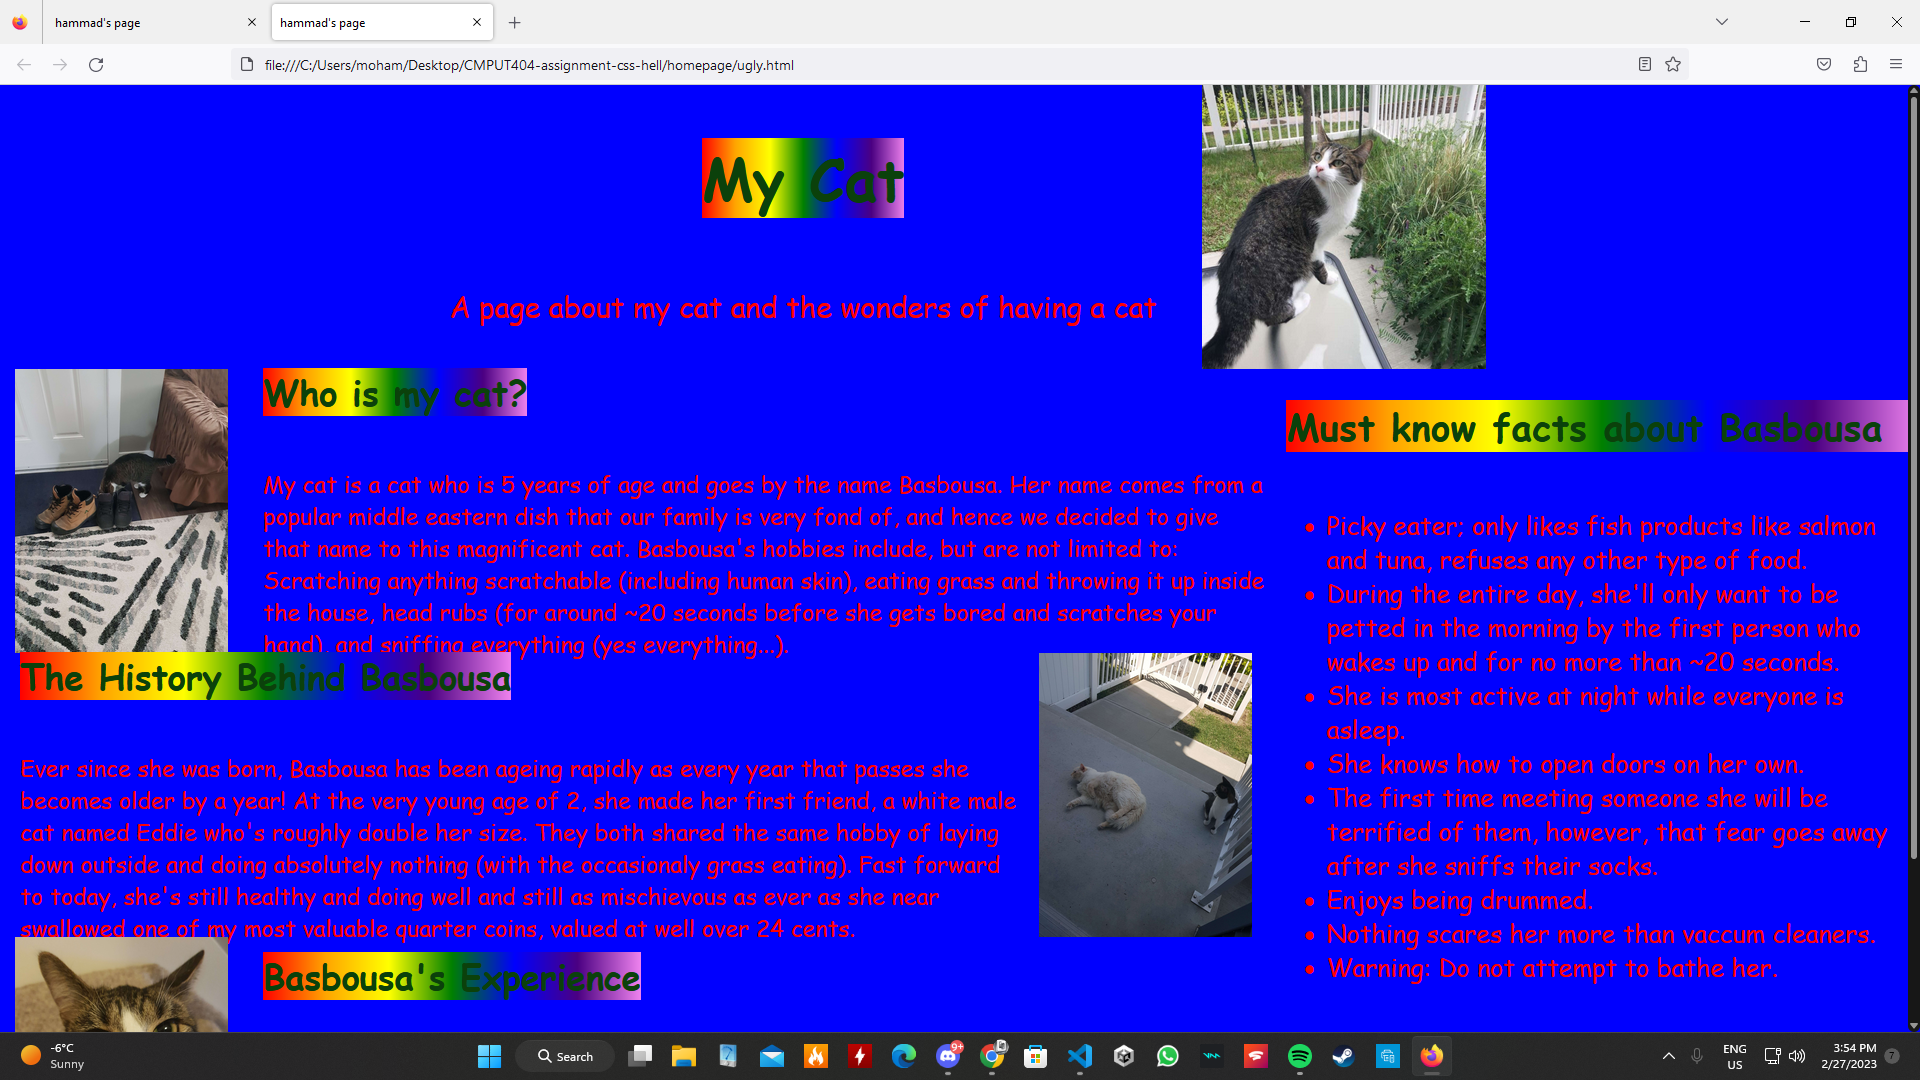 hammad's page
hammad's page
file:///C:/Users/moham/Desktop/CMPUT404-assignment-css-hell/homepage/ugly.html
My Cat
A page about my cat and the wonders of having a cat
Who is my cat?
My cat is a cat who is 5 years of age and goes by the name Basbousa. Her name comes from a
popular middle eastern dish that our family is very fond of, and hence we decided to give
that name to this magnificent cat. Basbousa's hobbies include, but are not limited to:
Scratching anything scratchable (including human skin), eating grass and throwing it up inside
the house, head rubs (for around ~20 seconds before she gets bored and scratches your
hand), and sniffing everything (yes everything...).
The History Behind Basbousa
Ever since she was born, Basbousa has been ageing rapidly as every year that passes she
becomes older by a year! At the very young age of 2, she made her first friend, a white male
cat named Eddie who's roughly double her size. They both shared the same hobby of laying
down outside and doing absolutely nothing (with the occasionaly grass eating). Fast forward
to today, she's still healthy and doing well and still as mischievous as ever as she near
swallowed one of my most valuable quarter coins, valued at well over 24 cents.
Basbousa's Experience
Must know facts about Basbousa
• Picky eater; only likes fish products like salmon
and tuna, refuses any other type of food.
• During the entire day, she'll only want to be
petted in the morning by the first person who
wakes up and for no more than ~20 seconds.
• She is most active at night while everyone is
asleep.
• She knows how to open doors on her own.
• The first time meeting someone she will be
terrified of them, however, that fear goes away
after she sniffs their socks.
• Enjoys being drummed.
• Nothing scares her more than vaccum cleaners.
• Warning: Do not attempt to bathe her.
-6°C
Sunny
Search
9+
ENG
US
3:54 PM
2/27/2023
7